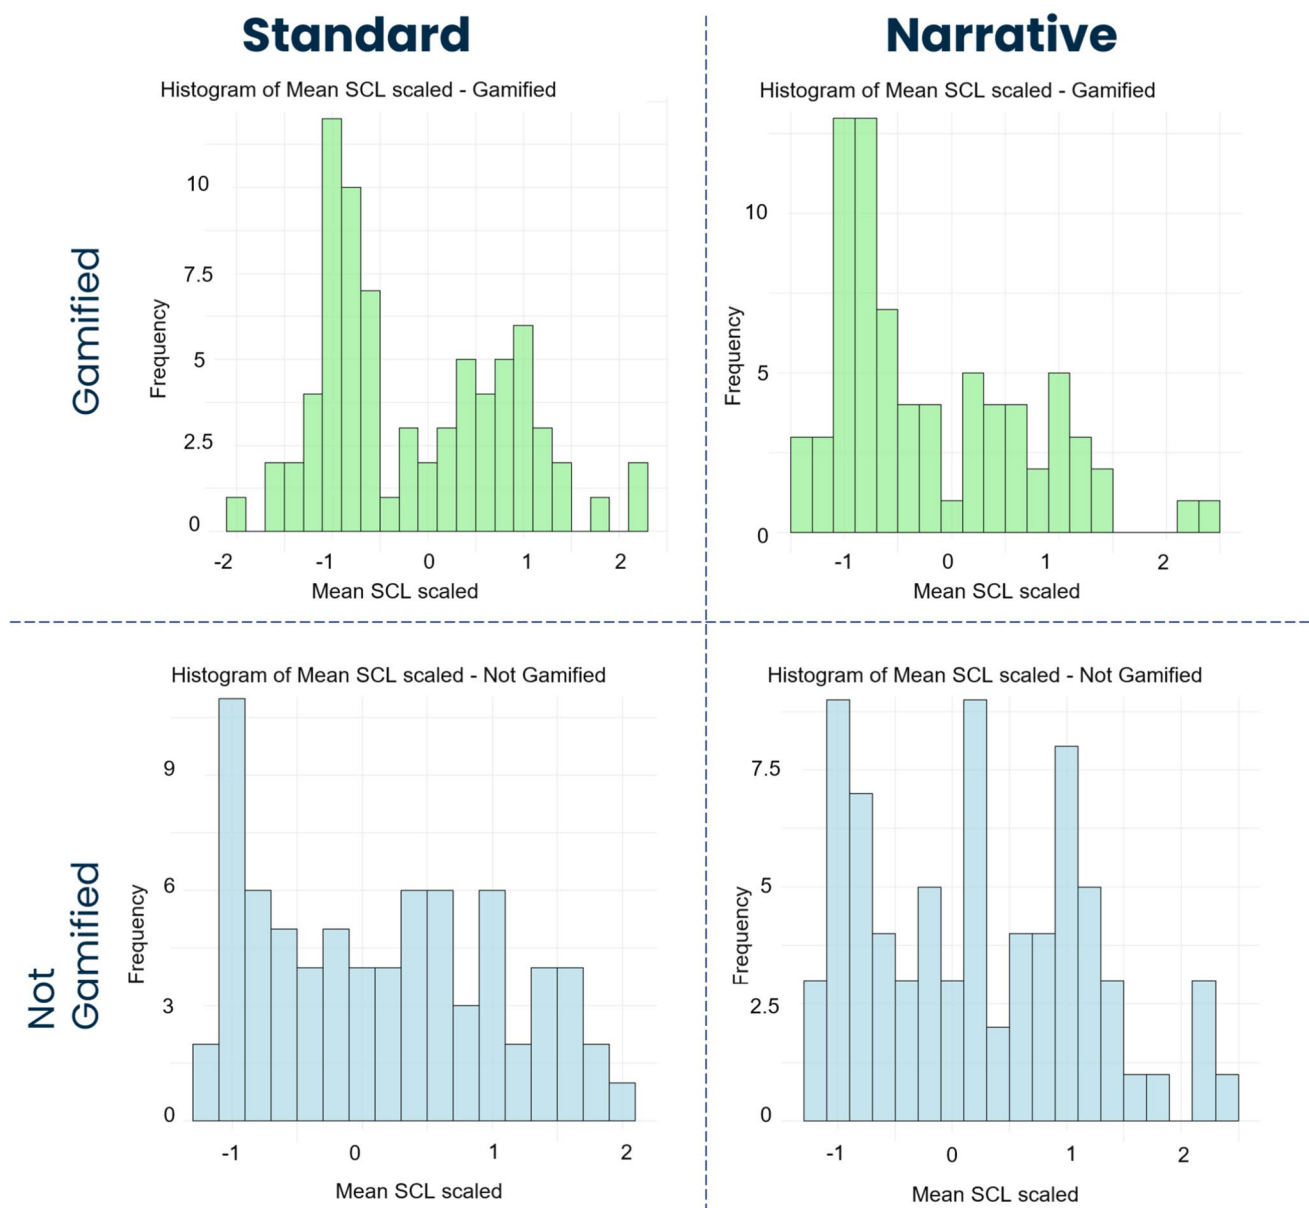 Standard
Narrative
Gamified
Histogram of Mean SCL scaled - Gamified
Frequency
10
7.5
5
2.5
0
-2 -1 0 1 2
Mean SCL scaled
Histogram of Mean SCL scaled - Gamified
Frequency
10
5
0
-1 0 1 2
Mean SCL scaled
Not
Gamified
Histogram of Mean SCL scaled - Not Gamified
Frequency
9
6
3
0
-1 0 1 2
Mean SCL scaled
Histogram of Mean SCL scaled - Not Gamified
Frequency
7.5
5
2.5
0
-1 0 1 2
Mean SCL scaled